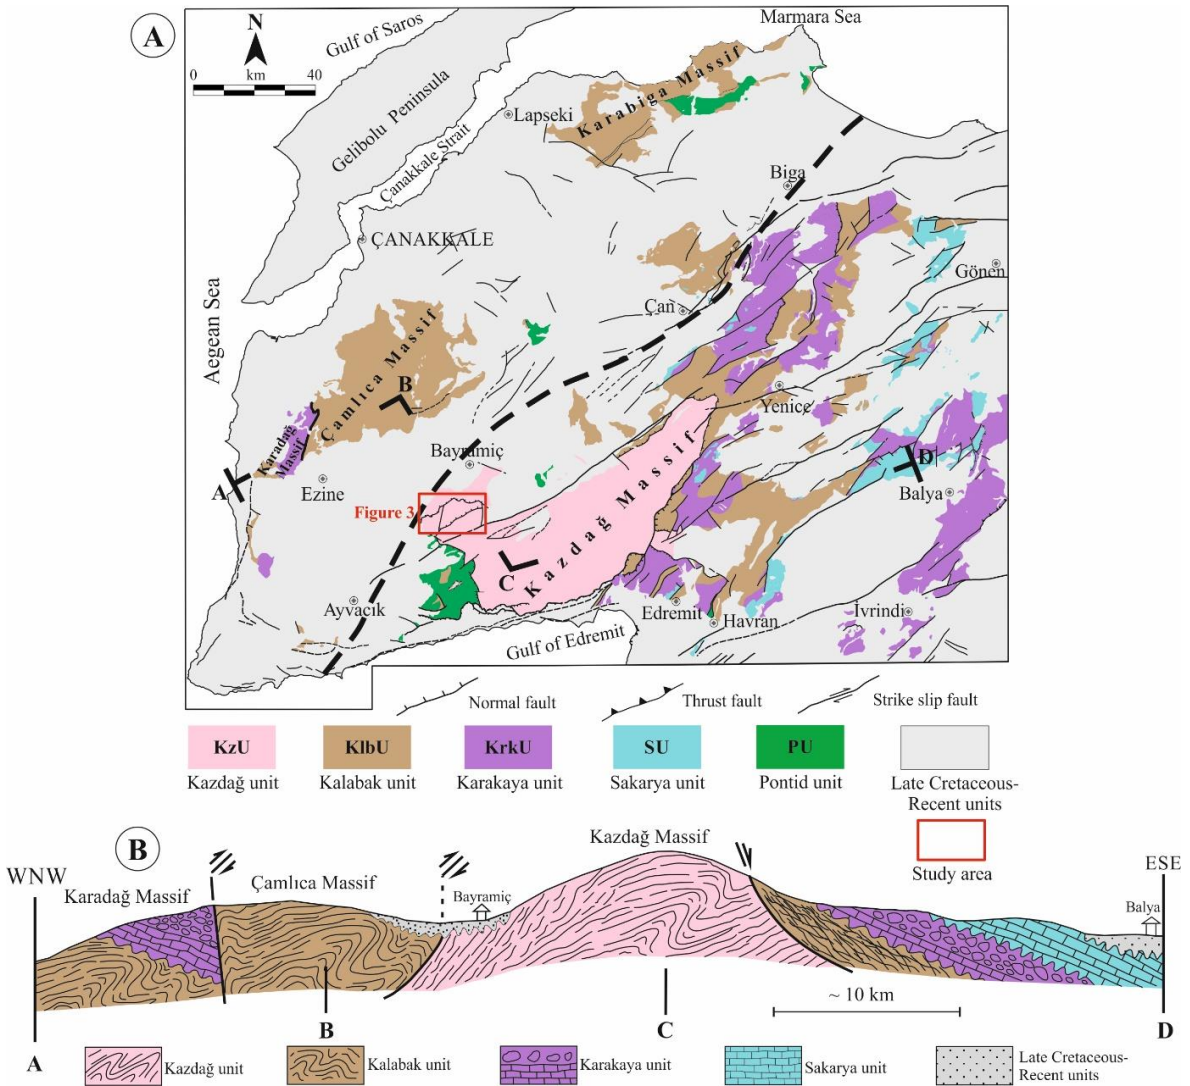 A
N
0 km 40
Gulf of Saros
Gelibolu Peninsula
Çanakkale Strait
Marmara Sea
Lapseki
Karabiga Massif
Biga
ÇANAKKALE
Aegean Sea
Gönen
Çan
Çamlıca Massif
B
Yenice
Karadağ
Massif
Bayramiç
A
Ezine
D
Balya
Figure 3
Kazdağ Massif
C
Ayvacık
Edremit
Havran
İvrindi
Gulf of Edremit
Normal fault
Thrust fault
Strike slip fault
KzU
KlbU
KrkU
SU
PU
Kazdağ unit
Kalabak unit
Karakaya unit
Sakarya unit
Pontid unit
Late Cretaceous-
Recent units
Study area
B
WNW
Karadağ Massif
Çamlıca Massif
Bayramiç
Kazdağ Massif
ESE
Balya
~ 10 km
A
B
C
D
Kazdağ unit
Kalabak unit
Karakaya unit
Sakarya unit
Late Cretaceous-
Recent units